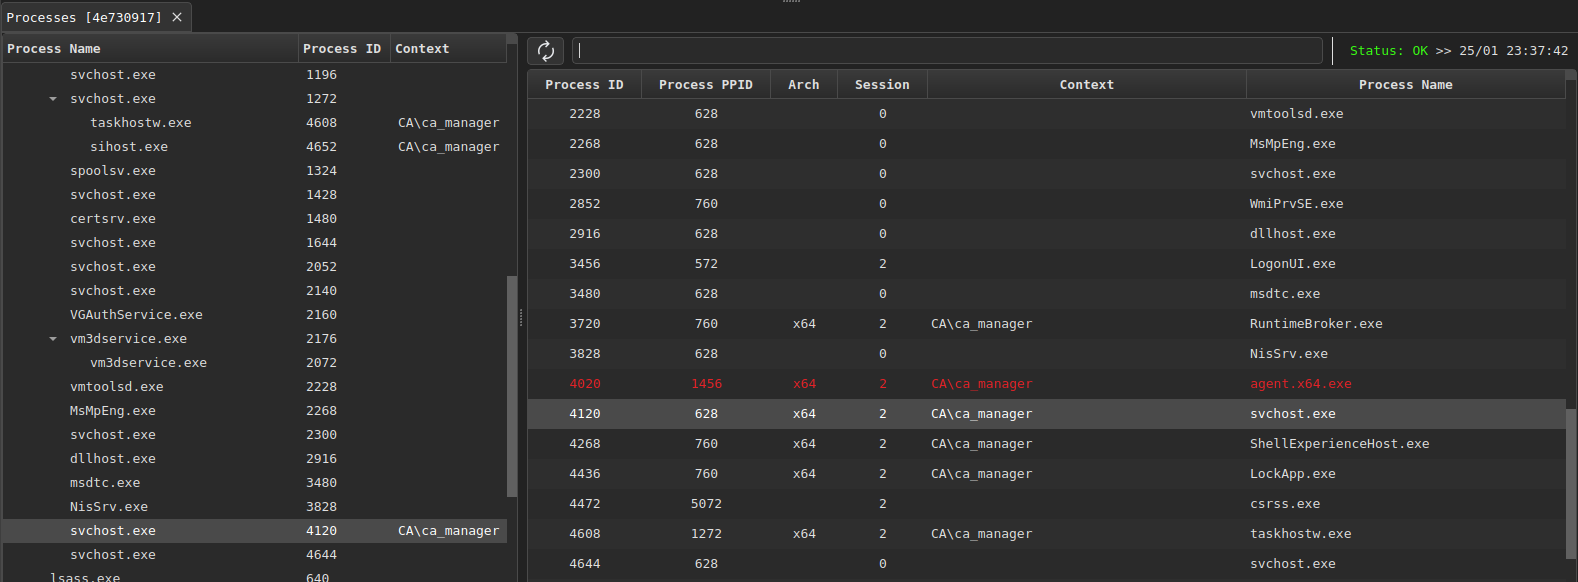 Processes [4e730917] ✕
Process Name Process ID Context
svchost.exe 1196
svchost.exe 1272
taskhostw.exe 4608 CA\ca_manager
sihost.exe 4652 CA\ca_manager
spoolsv.exe 1324
svchost.exe 1428
certsrv.exe 1480
svchost.exe 1644
svchost.exe 2052
svchost.exe 2140
VGAuthService.exe 2160
vm3dservice.exe 2176
vm3dservice.exe 2072
vmtoolsd.exe 2228
MsMpEng.exe 2268
svchost.exe 2300
dllhost.exe 2916
msdtc.exe 3480
NisSrv.exe 3828
svchost.exe 4120 CA\ca_manager
svchost.exe 4644
lsass.exe 640
Status: OK >> 25/01 23:37:42
Process ID Process PPID Arch Session Context Process Name
2228 628 0 vmtoolsd.exe
2268 628 0 MsMpEng.exe
2300 628 0 svchost.exe
2852 760 0 WmiPrvSE.exe
2916 628 0 dllhost.exe
3456 572 2 LogonUI.exe
3480 628 0 msdtc.exe
3720 760 x64 2 CA\ca_manager RuntimeBroker.exe
3828 628 0 NisSrv.exe
4020 1456 x64 2 CA\ca_manager agent.x64.exe
4120 628 x64 2 CA\ca_manager svchost.exe
4268 760 x64 2 CA\ca_manager ShellExperienceHost.exe
4436 760 x64 2 CA\ca_manager LockApp.exe
4472 5072 2 csrss.exe
4608 1272 x64 2 CA\ca_manager taskhostw.exe
4644 628 0 svchost.exe